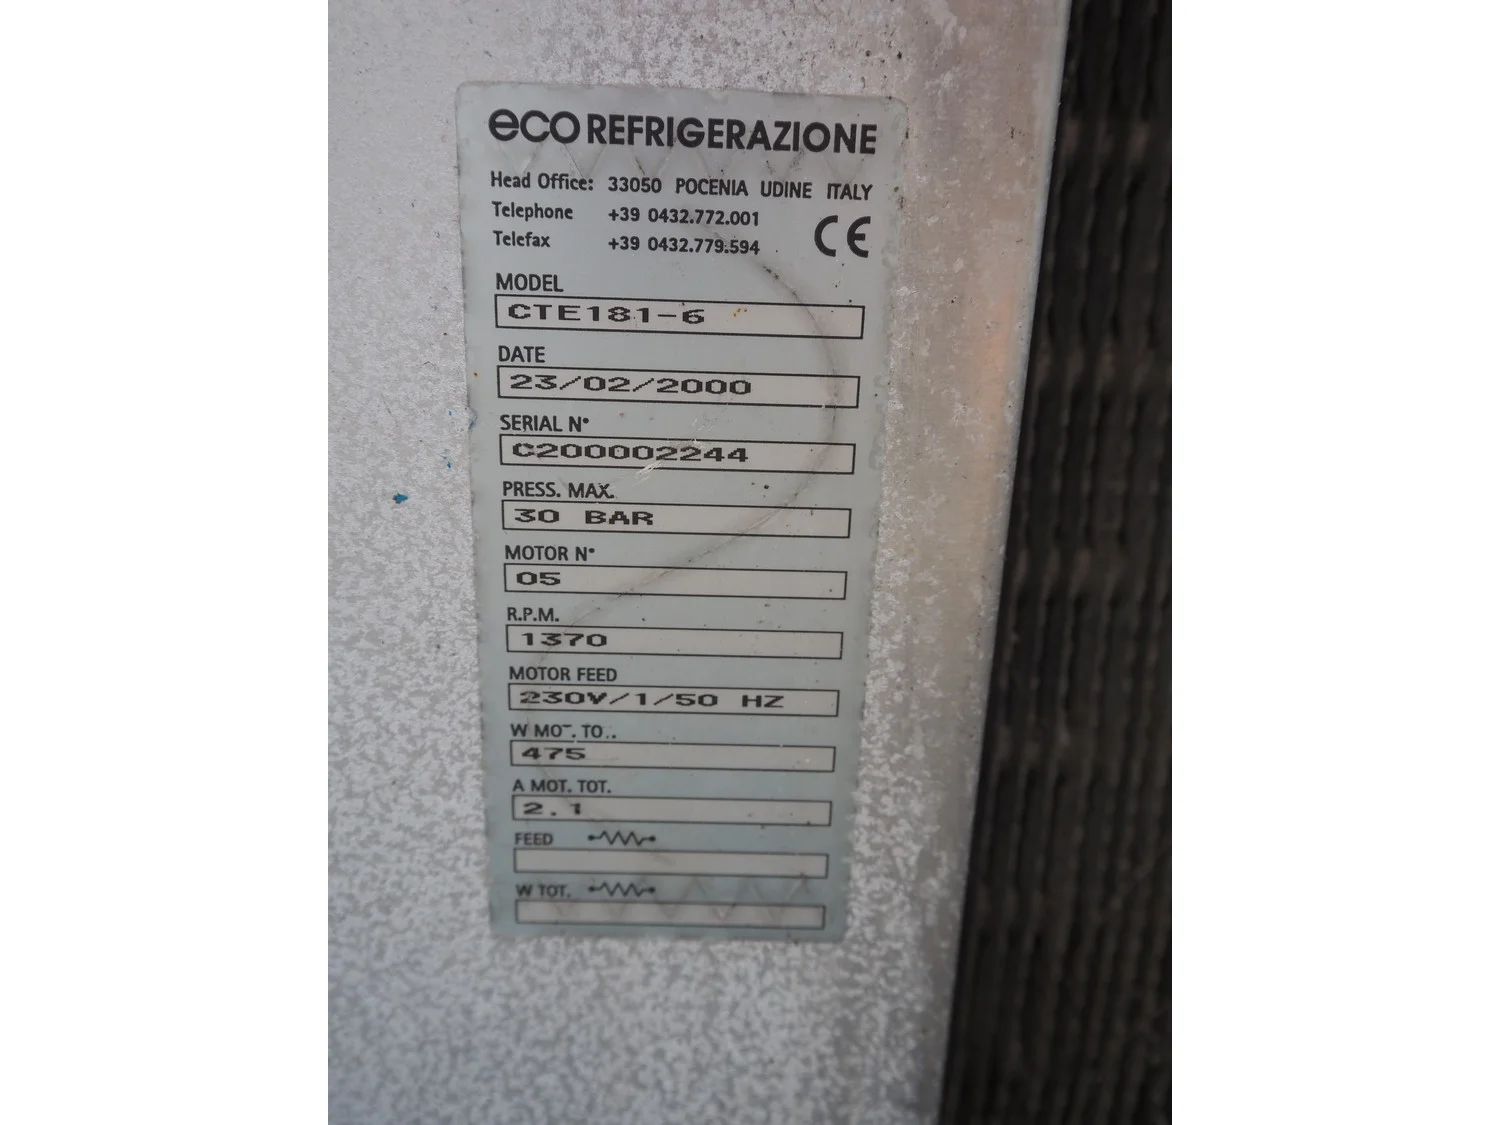 eco REFRIGERAZIONE
Head Office: 33050 POCENIA UDINE ITALY
Telephone +39 0432.772.001
Telefax +39 0432.779.594
CE
MODEL
CTE181-6
DATE
23/02/2000
SERIAL N°
C200002244
PRESS. MAX.
30 BAR
MOTOR N°
05
R.P.M.
1370
MOTOR FEED
230V/1/50 HZ
W MOT. TOT.
475
A MOT. TOT.
2.1
FEED
W TOT.